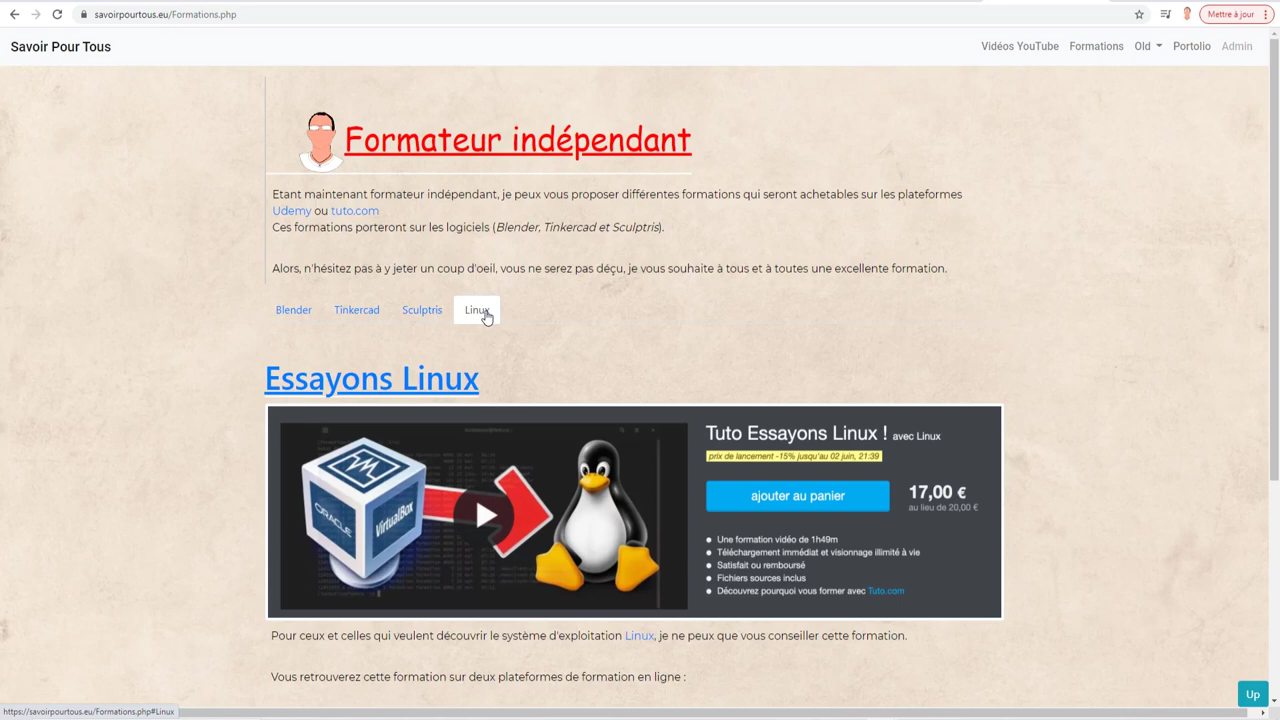 savoirpourtous.eu/Formations.php
Mettre à jour
Savoir Pour Tous
Vidéos YouTube
Formations
Old
Portolio
Admin
Formateur indépendant
Etant maintenant formateur indépendant, je peux vous proposer différentes formations qui seront achetables sur les plateformes
Udemy ou tuto.com
Ces formations porteront sur les logiciels (Blender, Tinkercad et Sculptris).
Alors, n'hésitez pas à y jeter un coup d'oeil, vous ne serez pas déçu, je vous souhaite à tous et à toutes une excellente formation.
Blender
Tinkercad
Sculptris
Linux
Essayons Linux
ORACLE
VirtualBox
Tuto Essayons Linux ! avec Linux
prix de lancement -15% jusqu'au 02 juin, 21:39
ajouter au panier
17,00 €
au lieu de 20,00 €
Une formation vidéo de 1h49m
Téléchargement immédiat et visionnage illimité à vie
Satisfait ou remboursé
Fichiers sources inclus
Découvrez pourquoi vous former avec Tuto.com
Pour ceux et celles qui veulent découvrir le système d'exploitation Linux, je ne peux que vous conseiller cette formation.
Vous retrouverez cette formation sur deux plateformes de formation en ligne :
Up
https://savoirpourtous.eu/Formations.php#Linux